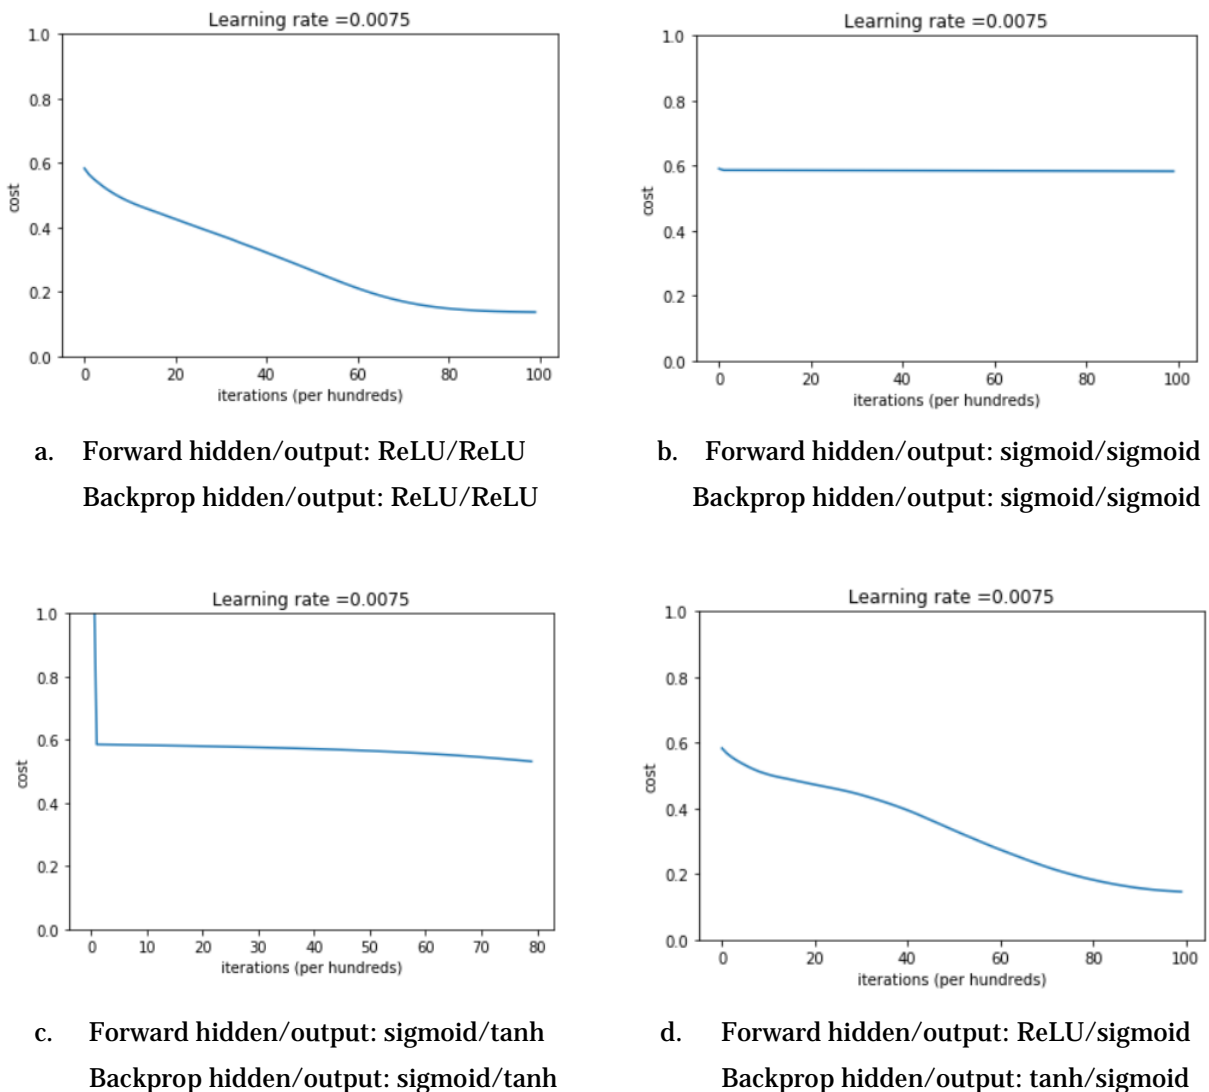 Learning rate =0.0075
1.0
0.8
0.6
0.4
0.2
0.0
cost
0 20 40 60 80 100
iterations (per hundreds)
a. Forward hidden/output: ReLU/ReLU
Backprop hidden/output: ReLU/ReLU
Learning rate =0.0075
1.0
0.8
0.6
0.4
0.2
0.0
cost
0 20 40 60 80 100
iterations (per hundreds)
b. Forward hidden/output: sigmoid/sigmoid
Backprop hidden/output: sigmoid/sigmoid
Learning rate =0.0075
1.0
0.8
0.6
0.4
0.2
0.0
cost
0 10 20 30 40 50 60 70 80
iterations (per hundreds)
c. Forward hidden/output: sigmoid/tanh
Backprop hidden/output: sigmoid/tanh
Learning rate =0.0075
1.0
0.8
0.6
0.4
0.2
0.0
cost
0 20 40 60 80 100
iterations (per hundreds)
d. Forward hidden/output: ReLU/sigmoid
Backprop hidden/output: tanh/sigmoid